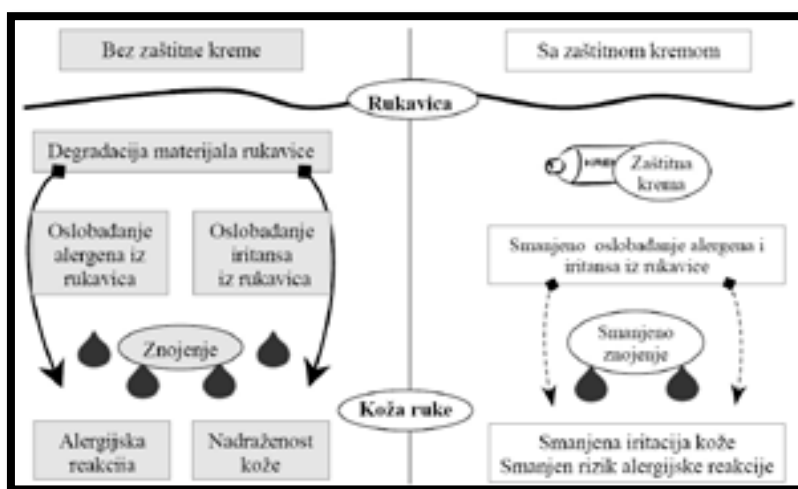 Bez zaštitne kreme
Sa zaštitnom kremom
Rukavica
Degradacija materijala rukavice
Oslobađanje
alergena iz
rukavica
Oslobađanje
iritansa
iz rukavica
Znojenje
Alergijska
reakcija
Nadraženost
kože
Koža ruke
Zaštitna
krema
Smanjeno oslobađanje alergena i
iritansa iz rukavice
Smanjeno
znojenje
Smanjena iritacija kože
Smanjen rizik alergijske reakcije